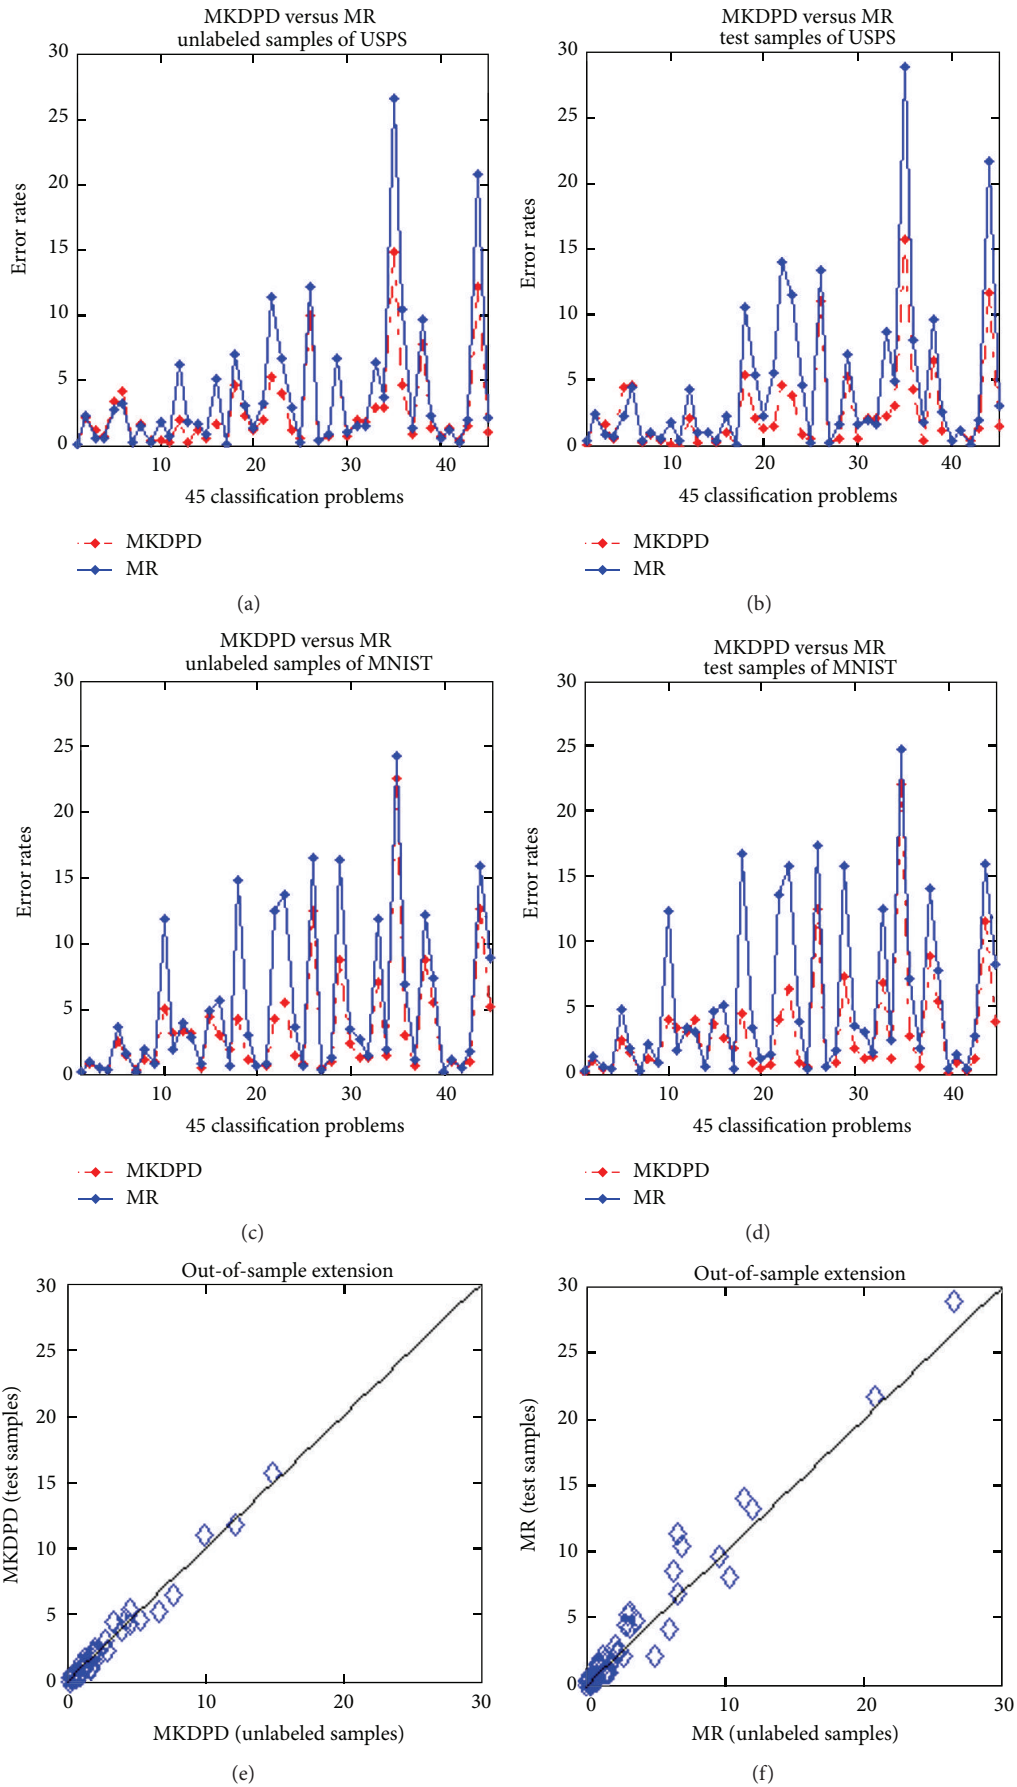 MKDPD versus MR
unlabeled samples of USPS
30
25
20
15
10
5
0
Error rates
10
20
30
40
45 classification problems
MKDPD
MR
(a)
MKDPD versus MR
test samples of USPS
30
25
20
15
10
5
0
Error rates
10
20
30
40
45 classification problems
MKDPD
MR
(b)
MKDPD versus MR
unlabeled samples of MNIST
30
25
20
15
10
5
0
Error rates
10
20
30
40
45 classification problems
MKDPD
MR
(c)
MKDPD versus MR
test samples of MNIST
30
25
20
15
10
5
0
Error rates
10
20
30
40
45 classification problems
MKDPD
MR
(d)
Out-of-sample extension
30
25
20
15
10
5
0
MKDPD (test samples)
0
10
20
30
MKDPD (unlabeled samples)
(e)
Out-of-sample extension
30
25
20
15
10
5
0
MR (test samples)
0
10
20
30
MR (unlabeled samples)
(f)